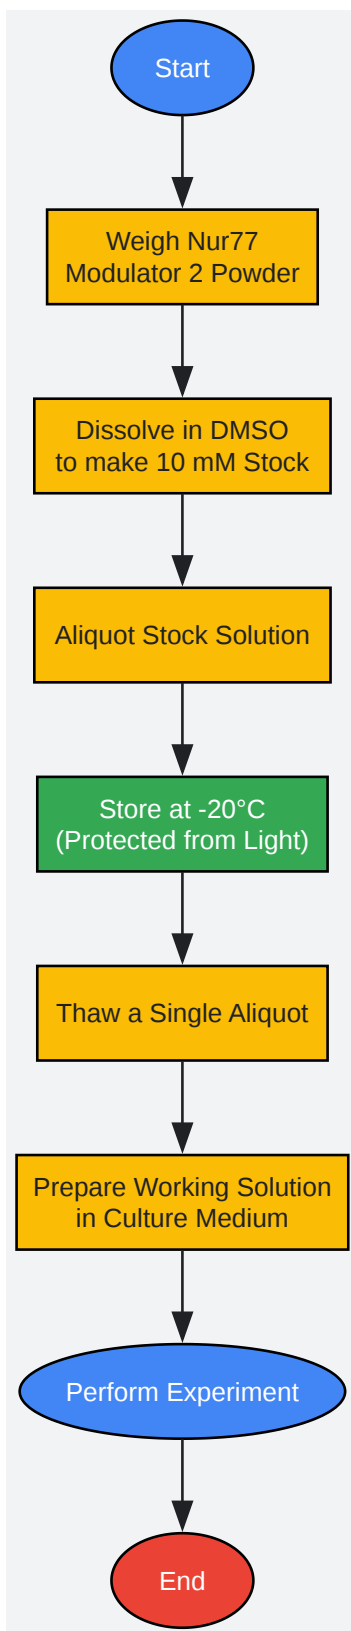 Start
Weigh Nur77
Modulator 2 Powder
Dissolve in DMSO
to make 10 mM Stock
Aliquot Stock Solution
Store at -20°C
(Protected from Light)
Thaw a Single Aliquot
Prepare Working Solution
in Culture Medium
Perform Experiment
End